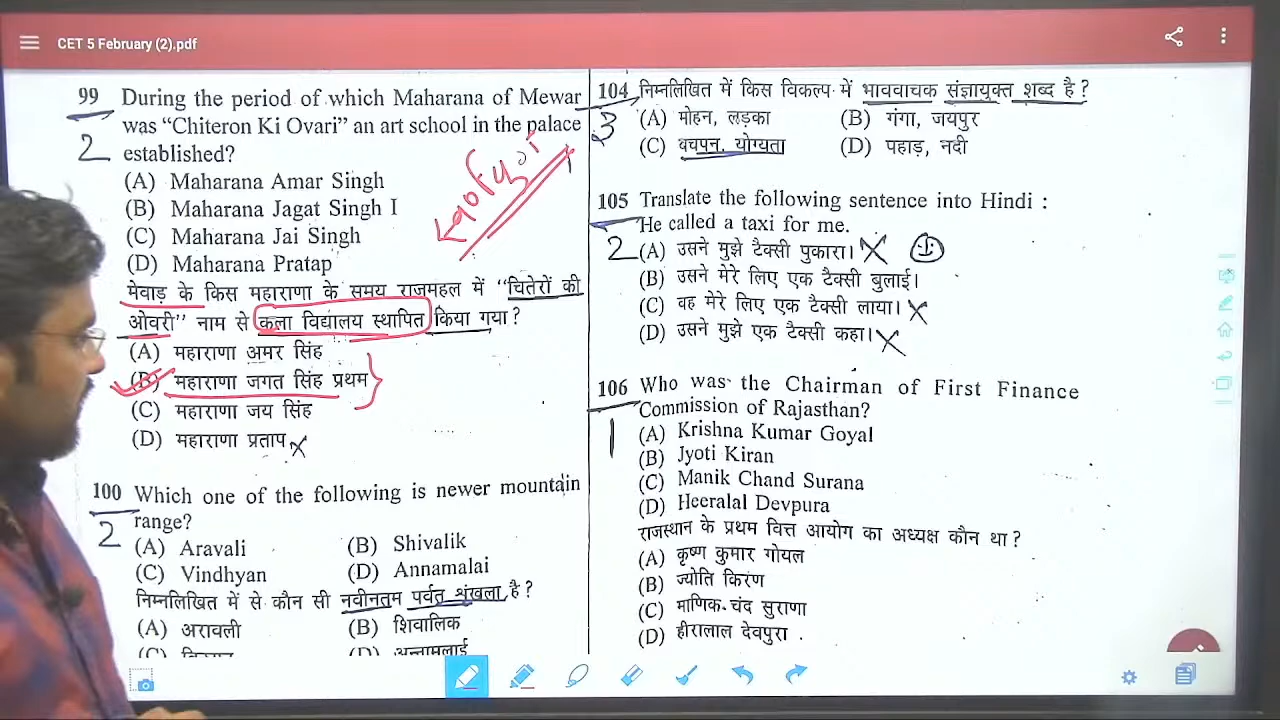 CET 5 February (2).pdf
99 During the period of which Maharana of Mewar
was “Chiteron Ki Ovari” an art school in the palace
2 established?
(A) Maharana Amar Singh
(B) Maharana Jagat Singh I
(C) Maharana Jai Singh
(D) Maharana Pratap
मेवाड़ के किस महाराणा के समय राजमहल में “चितेरों की
ओवरी” नाम से कला विद्यालय स्थापित किया गया?
(A) महाराणा अमर सिंह
(B) महाराणा जगत सिंह प्रथम
(C) महाराणा जय सिंह
(D) महाराणा प्रताप
100 Which one of the following is newer mountain
2 range?
(A) Aravali (B) Shivalik
(C) Vindhyan (D) Annamalai
निम्नलिखित में से कौन सी नवीनतम पर्वत श्रृंखला है?
(A) अरावली (B) शिवालिक
104 निम्नलिखित में किस विकल्प में भाववाचक संज्ञायुक्त शब्द है?
3 (A) मोहन, लड़का (B) गंगा, जयपुर
(C) बचपन, योग्यता (D) पहाड़, नदी
105 Translate the following sentence into Hindi :
He called a taxi for me.
2 (A) उसने मुझे टैक्सी पुकारा।
(B) उसने मेरे लिए एक टैक्सी बुलाई।
(C) वह मेरे लिए एक टैक्सी लाया।
(D) उसने मुझे एक टैक्सी कहा।
106 Who was the Chairman of First Finance
Commission of Rajasthan?
1 (A) Krishna Kumar Goyal
(B) Jyoti Kiran
(C) Manik Chand Surana
(D) Heeralal Devpura
राजस्थान के प्रथम वित्त आयोग का अध्यक्ष कौन था?
(A) कृष्ण कुमार गोयल
(B) ज्योति किरण
(C) माणिक चंद सुराणा
(D) हीरालाल देवपुरा